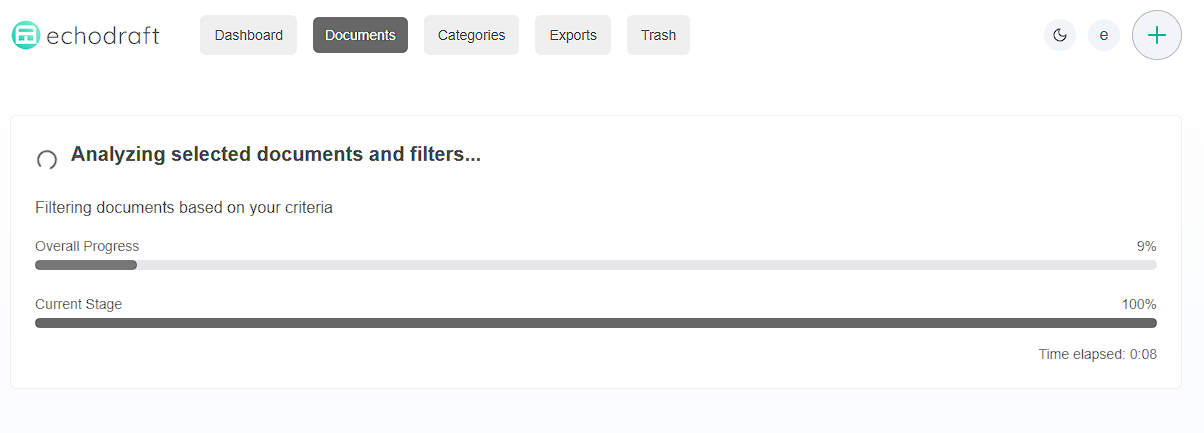 echodraft Dashboard Documents Categories Exports Trash e
Analyzing selected documents and filters...
Filtering documents based on your criteria
Overall Progress 9%
Current Stage 100%
Time elapsed: 0:08